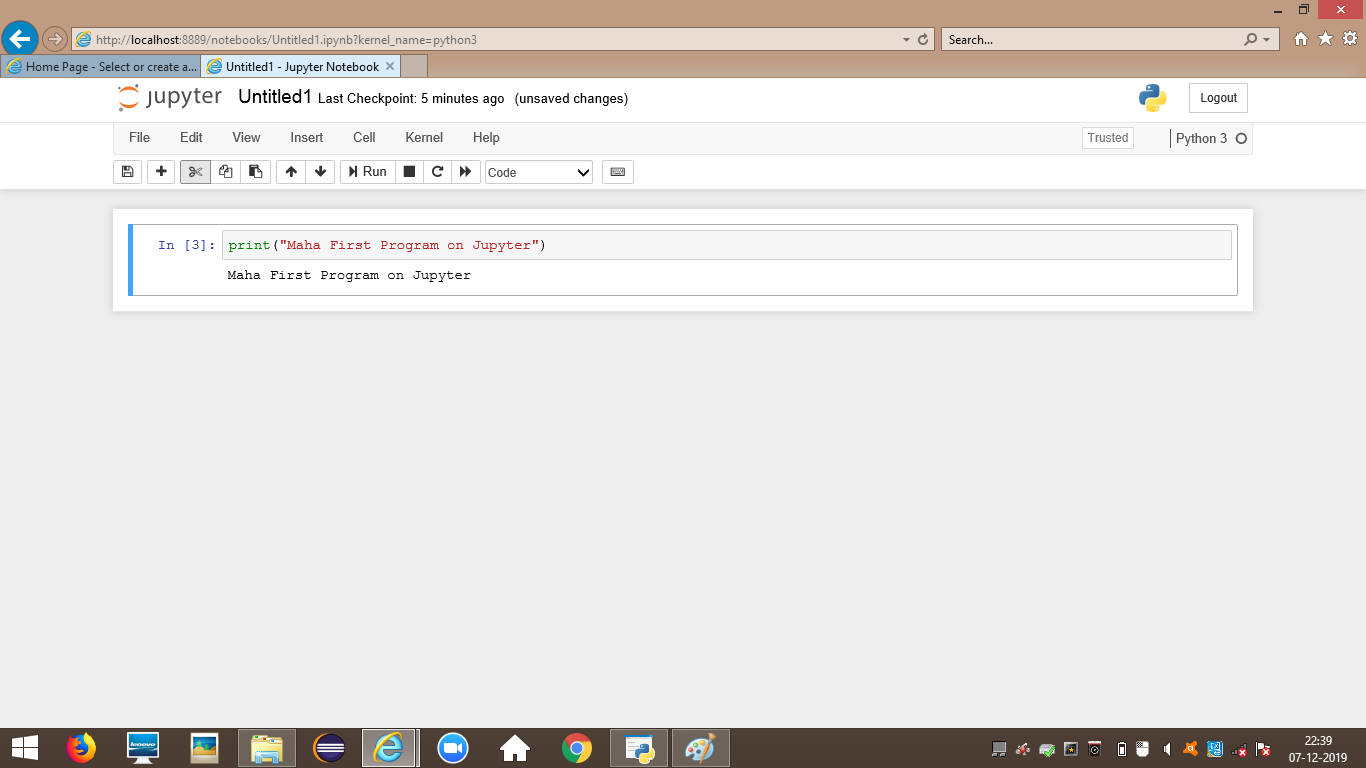 http://localhost:8889/notebooks/Untitled1.ipynb?kernel_name=python3
Search...
Home Page - Select or create a...
Untitled1 - Jupyter Notebook
jupyter Untitled1 Last Checkpoint: 5 minutes ago (unsaved changes)
Logout
File Edit View Insert Cell Kernel Help
Trusted
Python 3
Run
Code
In [3]: print("Maha First Program on Jupyter")
Maha First Program on Jupyter
lenovo
22:39
07-12-2019